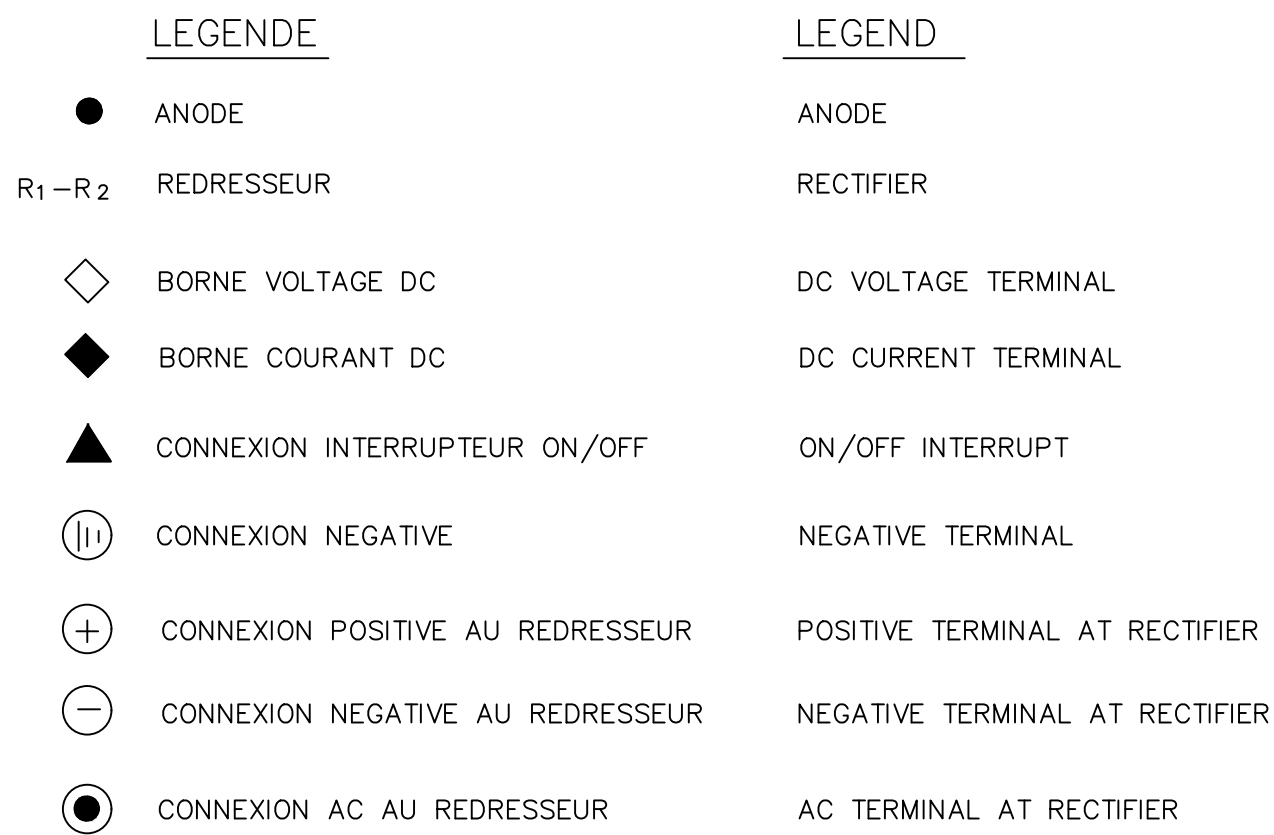 LEGENDE LEGEND
ANODE ANODE
R1-R2 REDRESSEUR RECTIFIER
BORNE VOLTAGE DC DC VOLTAGE TERMINAL
BORNE COURANT DC DC CURRENT TERMINAL
CONNEXION INTERRUPTEUR ON/OFF ON/OFF INTERRUPT
CONNEXION NEGATIVE NEGATIVE TERMINAL
CONNEXION POSITIVE AU REDRESSEUR POSITIVE TERMINAL AT RECTIFIER
CONNEXION NEGATIVE AU REDRESSEUR NEGATIVE TERMINAL AT RECTIFIER
CONNEXION AC AU REDRESSEUR AC TERMINAL AT RECTIFIER